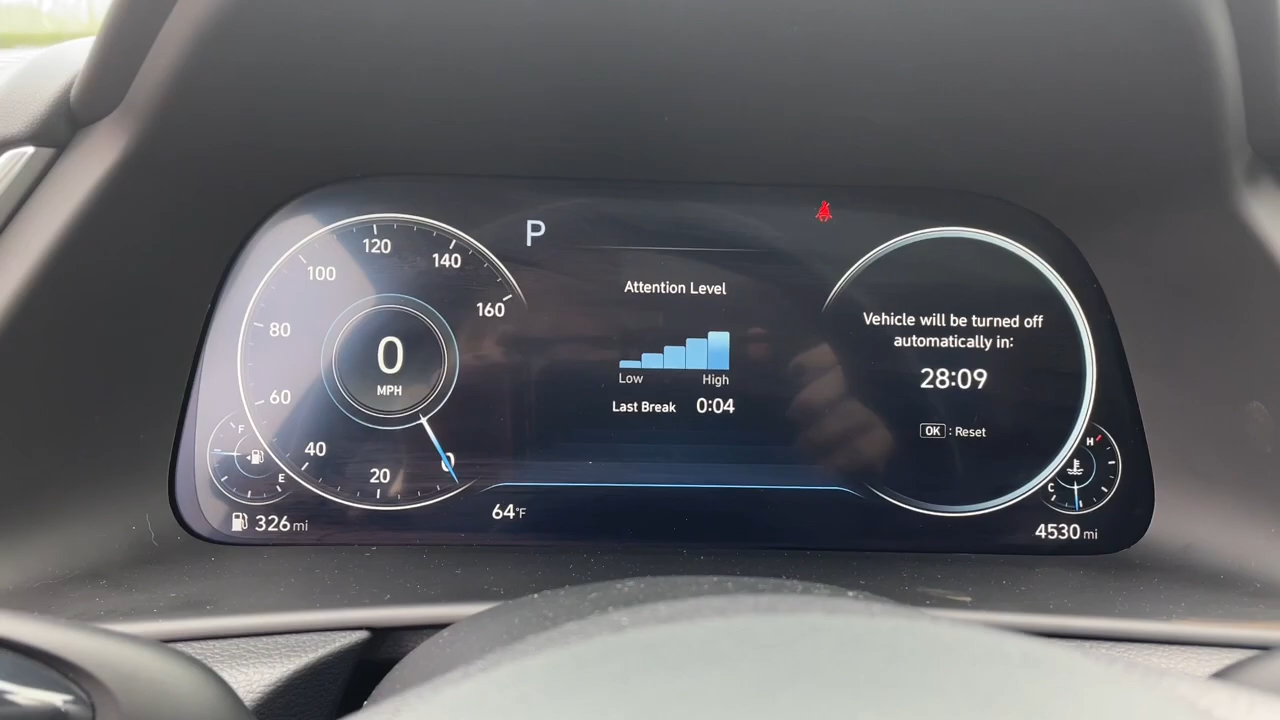 P
120
100
140
160
80
0
MPH
60
40
20
0
F
E
326 mi
64°F
Attention Level
Low
High
Last Break 0:04
Vehicle will be turned off
automatically in:
28:09
OK : Reset
H
C
4530 mi